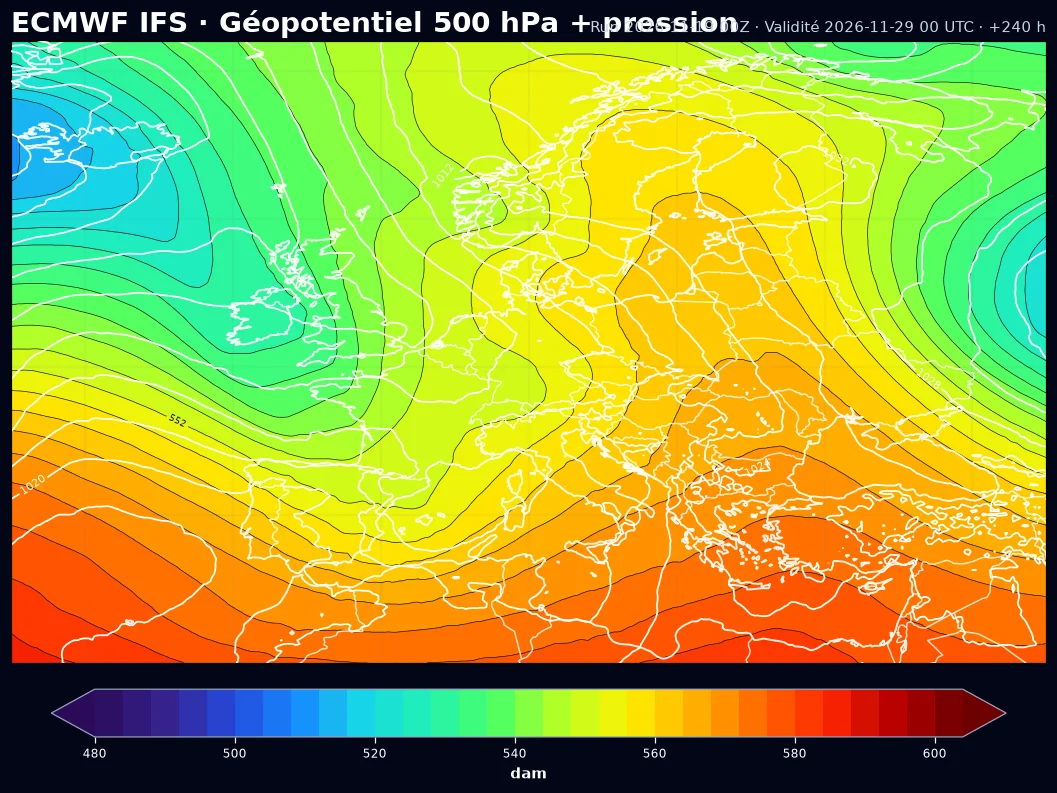 ECMWF IFS · Géopotentiel 500 hPa + pression
Validité 2026-11-29 00 UTC · +240 h
1012
1028
552
1020
480 500 520 540 560 580 600
dam